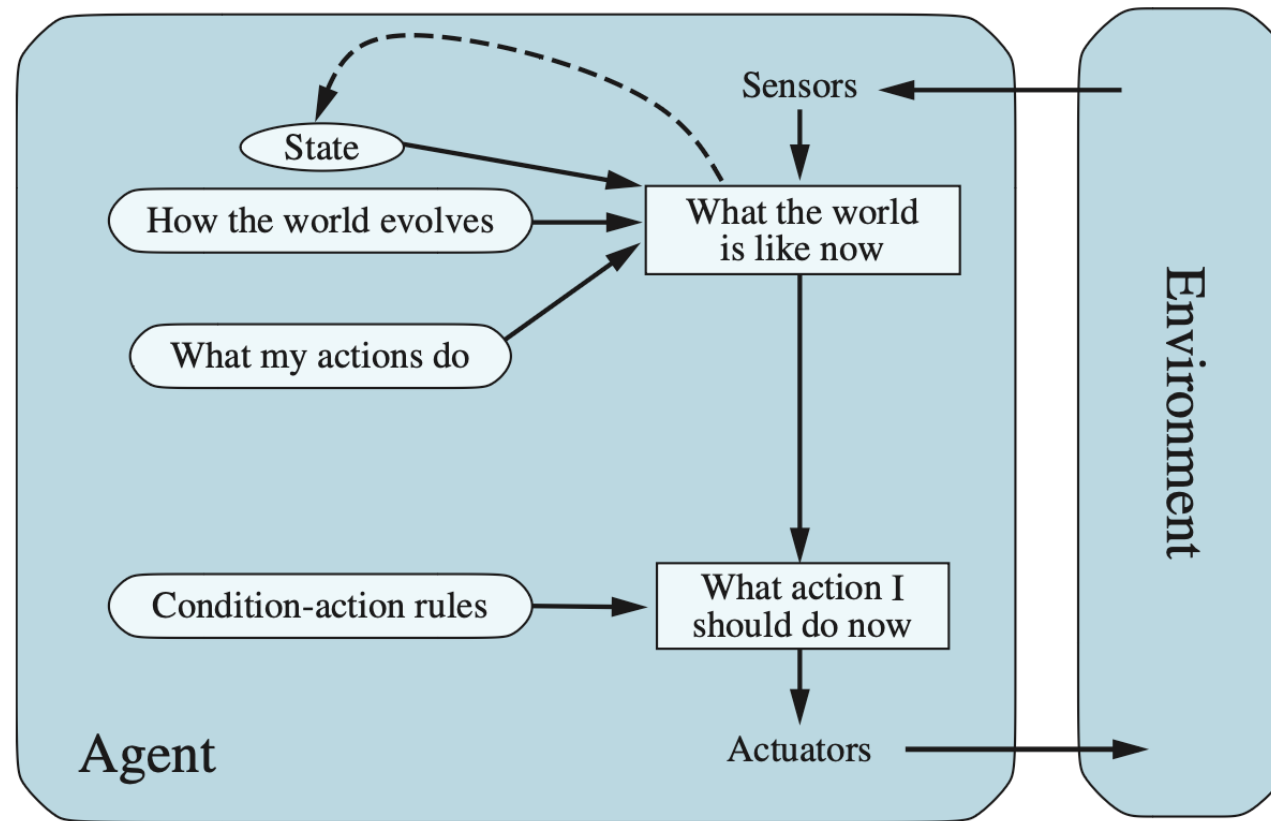 Sensors
State
How the world evolves
What the world
is like now
What my actions do
Environment
Condition-action rules
What action I
should do now
Agent
Actuators